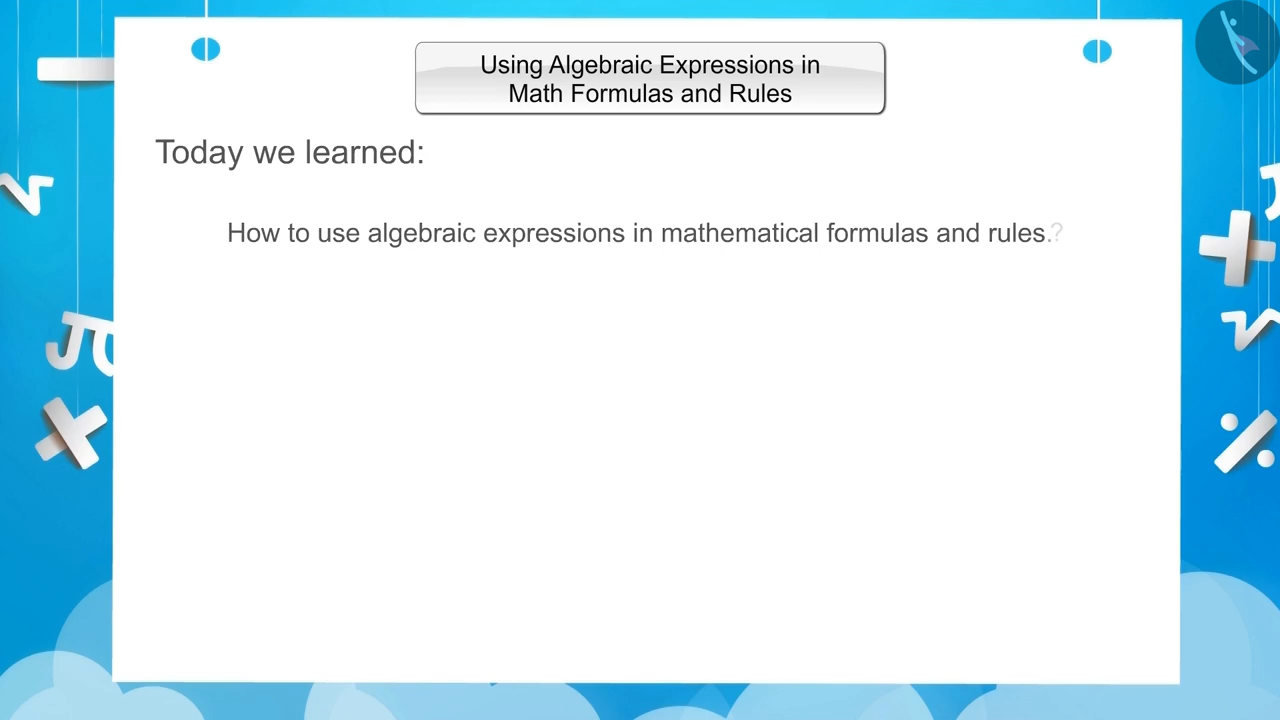 Using Algebraic Expressions in
Math Formulas and Rules
Today we learned:
How to use algebraic expressions in mathematical formulas and rules.?